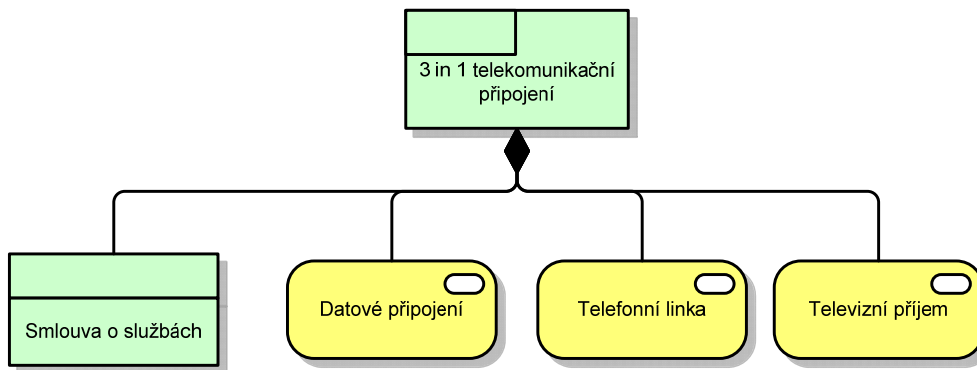 3 in 1 telekomunikační
připojení
Smlouva o službách
Datové připojení
Telefonní linka
Televizní příjem